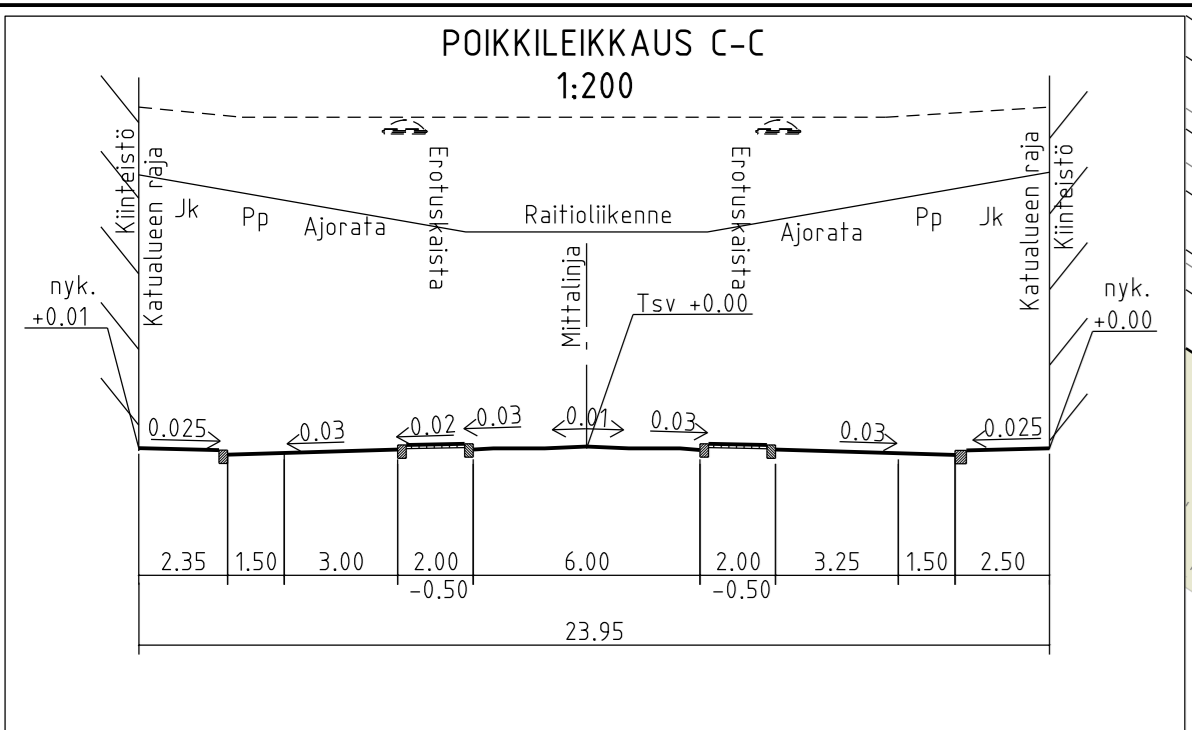 POIKKILEIKKAUS C-C
1:200
Kiinteistö
Katualueen raja
Jk
Pp
Ajorata
Erotuskaista
Raitioliikenne
Mittalinja
Erotuskaista
Ajorata
Pp
Jk
Katualueen raja
Kiinteistö
nyk.
+0.01
Tsv +0.00
nyk.
+0.00
0.025
0.03
0.02
0.03
0.01
0.03
0.03
0.025
2.35
1.50
3.00
2.00
-0.50
6.00
2.00
-0.50
3.25
1.50
2.50
23.95